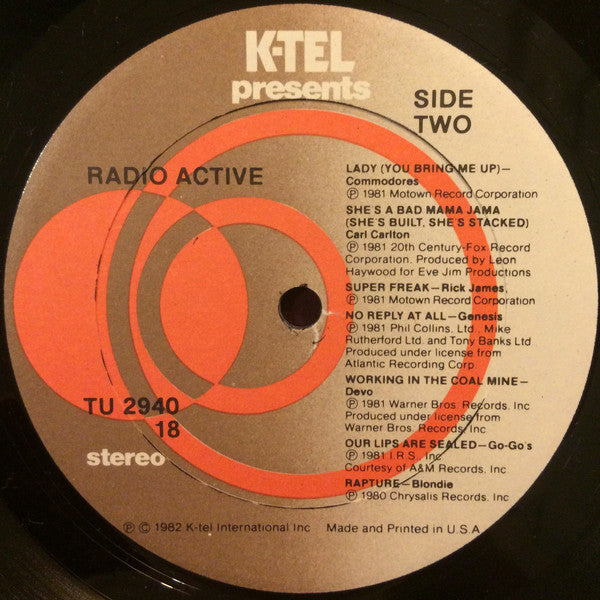 K-TEL
presents
SIDE
TWO
RADIO ACTIVE
LADY (YOU BRING ME UP)—
Commodores
Ⓟ 1981 Motown Record Corporation
SHE'S A BAD MAMA JAMA
(SHE'S BUILT, SHE'S STACKED)
Carl Carlton
Ⓟ 1981 20th Century-Fox Record
Corporation, Produced by Leon
Haywood for Eve Jim Productions
SUPER FREAK—Rick James,
Ⓟ 1981 Motown Record Corporation
NO REPLY AT ALL—Genesis
Ⓟ 1981 Phil Collins, Ltd., Mike
Rutherford Ltd. and Tony Banks Ltd
Produced under license from
Atlantic Recording Corp.
WORKING IN THE COAL MINE—
Devo
Ⓟ 1981 Warner Bros. Records, Inc
Produced under license from
Warner Bros. Records, Inc
OUR LIPS ARE SEALED—Go-Go's
Ⓟ 1981 I.R.S., Inc
Courtesy of A&M Records, Inc
RAPTURE—Blondie
Ⓟ 1980 Chrysalis Records, Inc
TU 2940
18
stereo
Ⓟ © 1982 K-tel International Inc Made and Printed in U.S.A